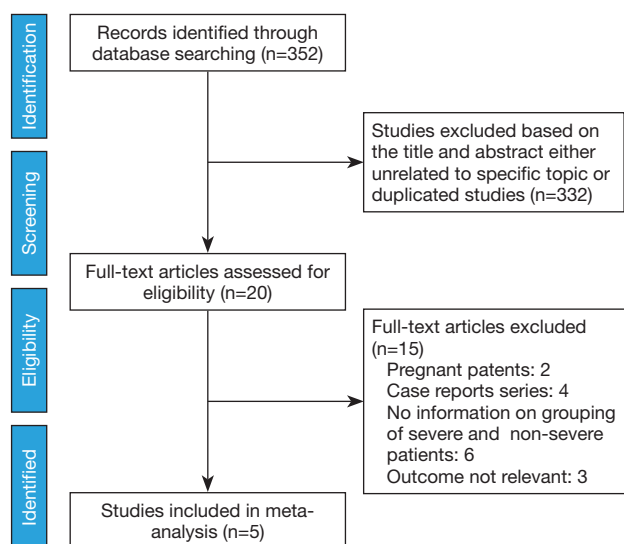 Identification
Records identified through
database searching (n=352)
Studies excluded based on
the title and abstract either
unrelated to specific topic or
duplicated studies (n=332)
Screening
Full-text articles assessed for
eligibility (n=20)
Eligibility
Full-text articles excluded
(n=15)
Pregnant patents: 2
Case reports series: 4
No information on grouping
of severe and non-severe
patients: 6
Outcome not relevant: 3
Identified
Studies included in meta-
analysis (n=5)